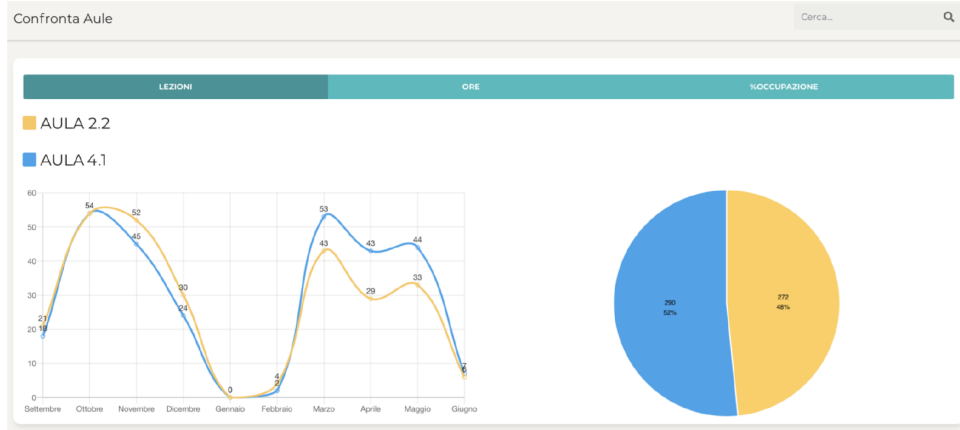 Confronta Aule
Cerca...
LEZIONI
ORE
%OCCUPAZIONE
AULA 2.2
AULA 4.1
60
50
40
30
20
10
0
21
18
54
52
45
30
24
0
4
2
53
43
43
29
44
33
7
Settembre
Ottobre
Novembre
Dicembre
Gennaio
Febbraio
Marzo
Aprile
Maggio
Giugno
290
52%
272
48%